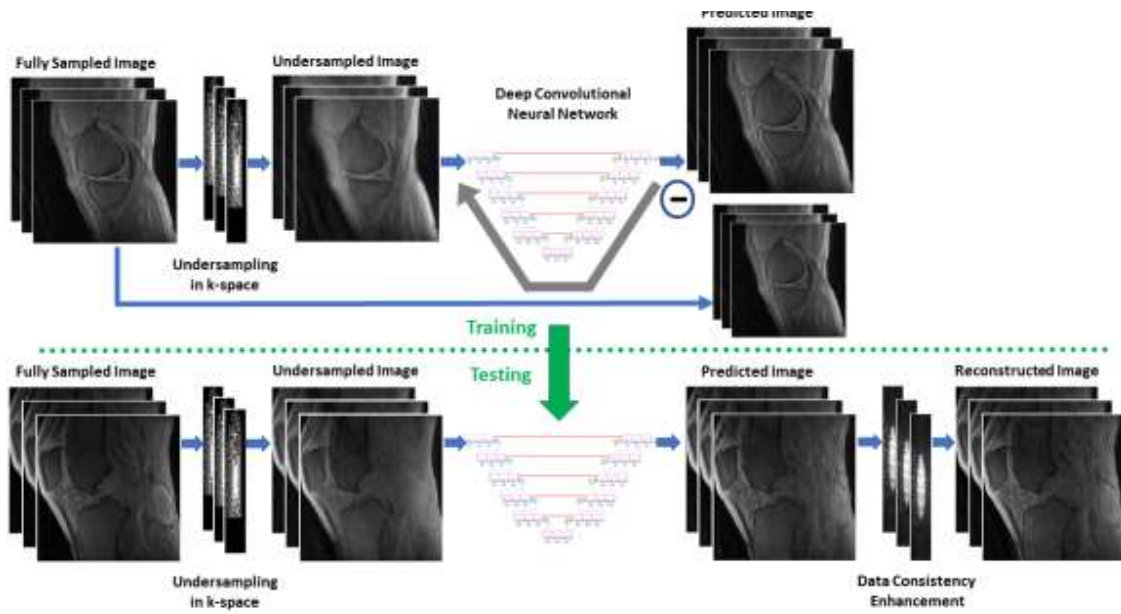 Predicted Image
Fully Sampled Image
Undersampled Image
Deep Convolutional
Neural Network
Undersampling
in k-space
Training
Testing
Fully Sampled Image
Undersampled Image
Predicted Image
Reconstructed Image
Undersampling
in k-space
Data Consistency
Enhancement